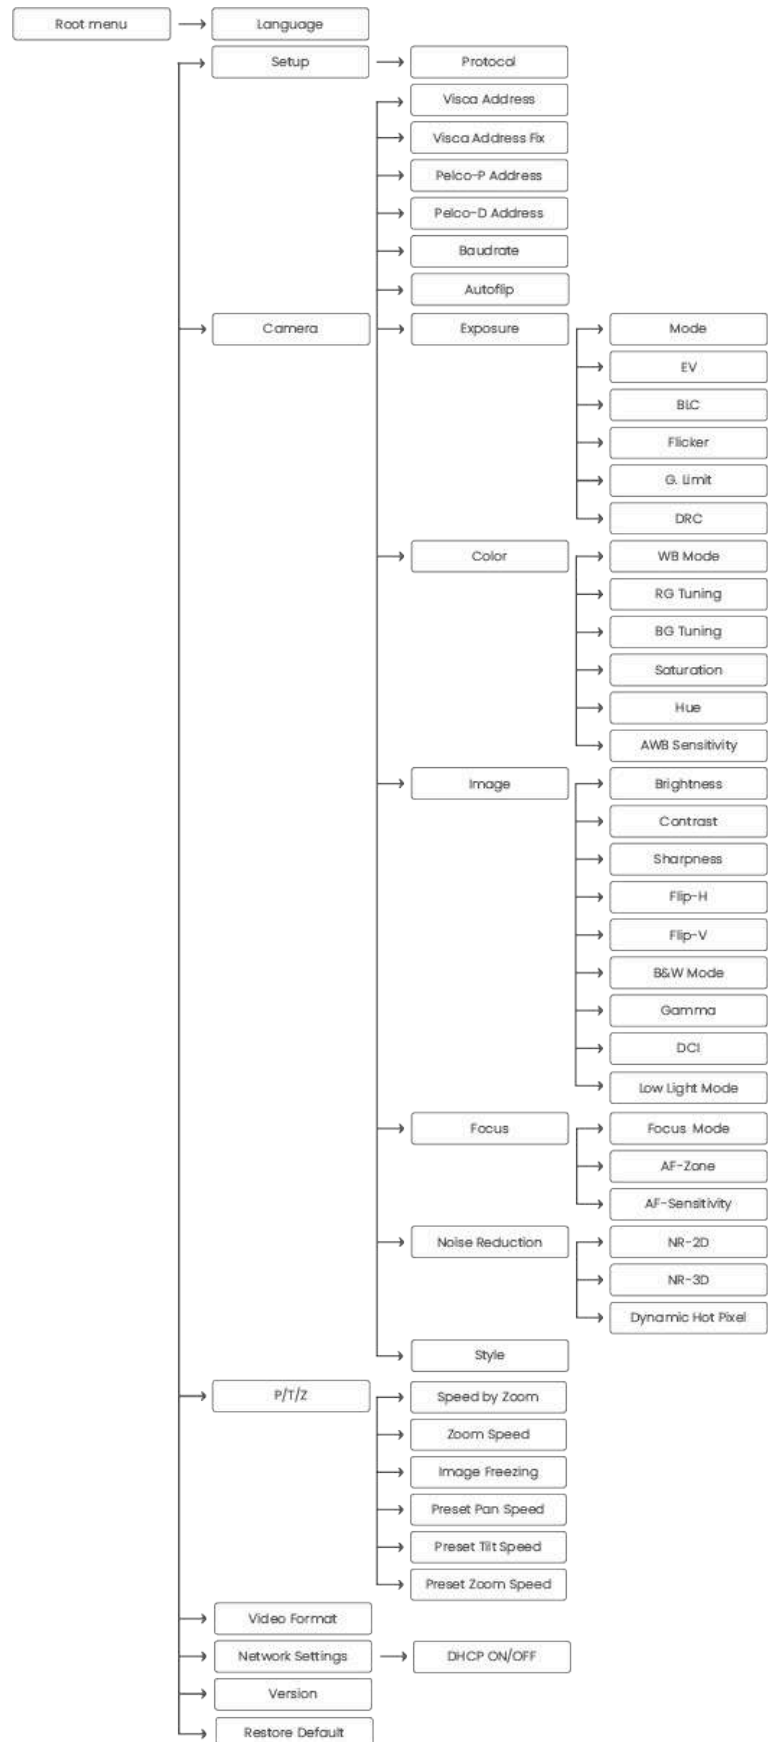 Root menu
Language
Setup
Protocol
Visca Address
Visca Address Fix
Pelco-P Address
Pelco-D Address
Baudrate
Autoflip
Camera
Exposure
Mode
EV
BLC
Flicker
G. Limit
DRC
Color
WB Mode
RG Tuning
BG Tuning
Saturation
Hue
AWB Sensitivity
Image
Brightness
Contrast
Sharpness
Flip-H
Flip-V
B&W Mode
Gamma
DCI
Low Light Mode
Focus
Focus Mode
AF-Zone
AF-Sensitivity
Noise Reduction
NR-2D
NR-3D
Dynamic Hot Pixel
Style
P/T/Z
Speed by Zoom
Zoom Speed
Image Freezing
Preset Pan Speed
Preset Tilt Speed
Preset Zoom Speed
Video Format
Network Settings
DHCP ON/OFF
Version
Restore Default